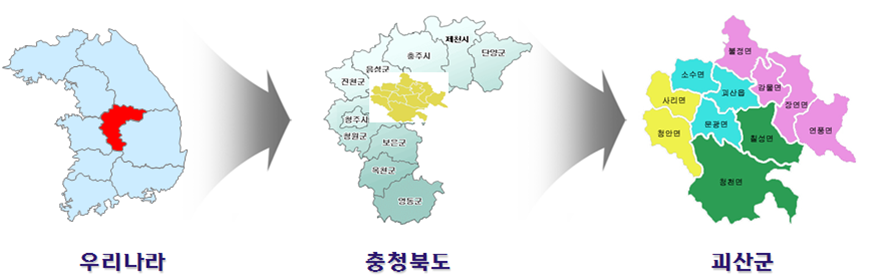 제천시
단양군
충주시
음성군
진천군
청주시
청원군
보은군
옥천군
영동군
불정면
소수면
괴산읍
감물면
장연면
연풍면
사리면
문광면
칠성면
청안면
청천면
우리나라
충청북도
괴산군